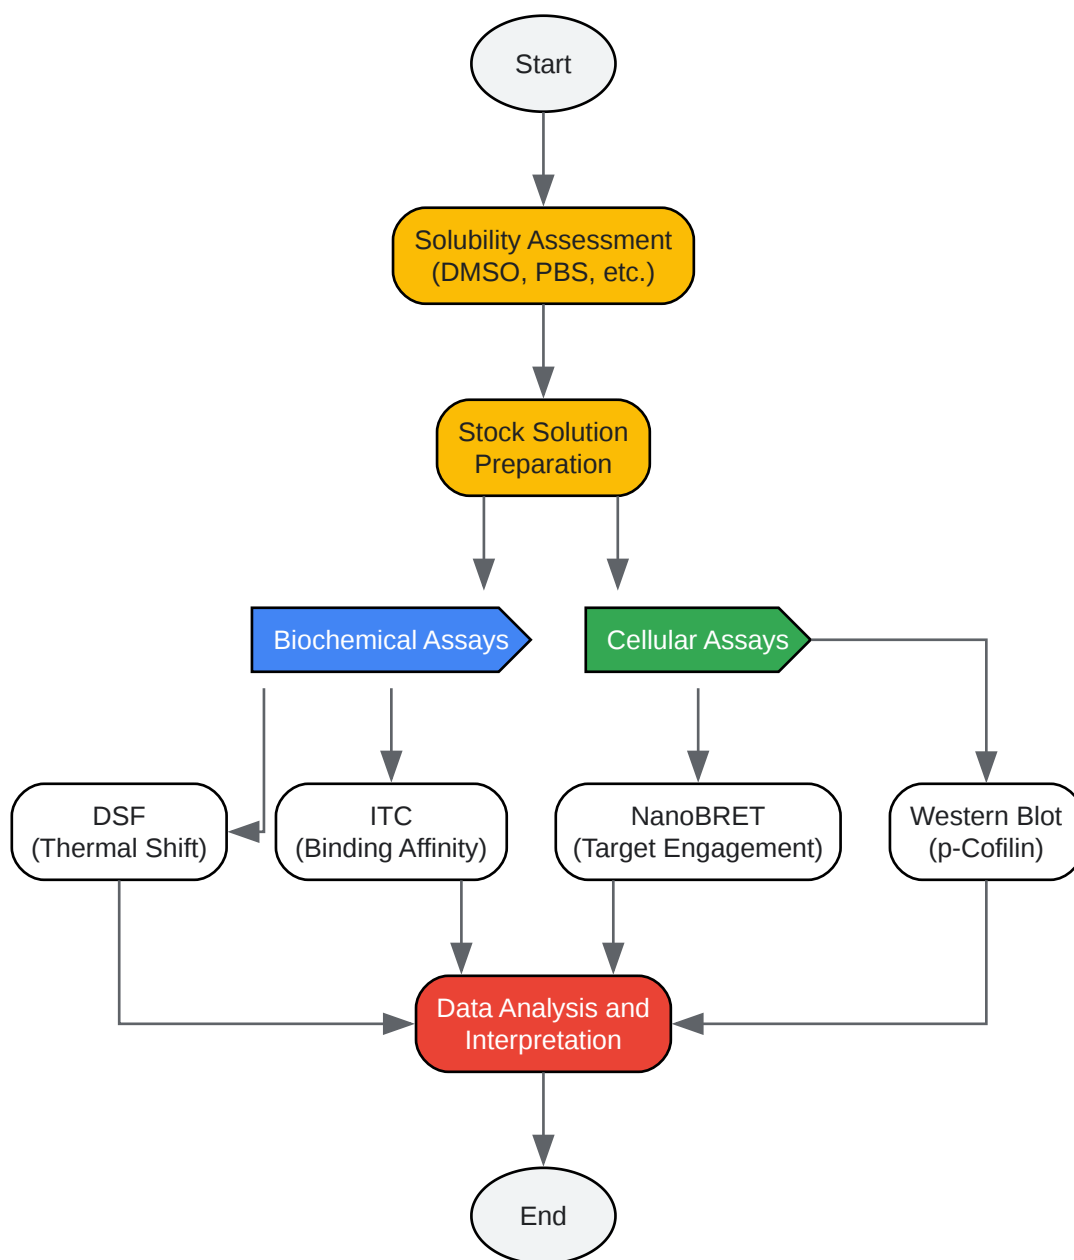 Start
Solubility Assessment
(DMSO, PBS, etc.)
Stock Solution
Preparation
Biochemical Assays
Cellular Assays
DSF
(Thermal Shift)
ITC
(Binding Affinity)
NanoBRET
(Target Engagement)
Western Blot
(p-Cofilin)
Data Analysis and
Interpretation
End